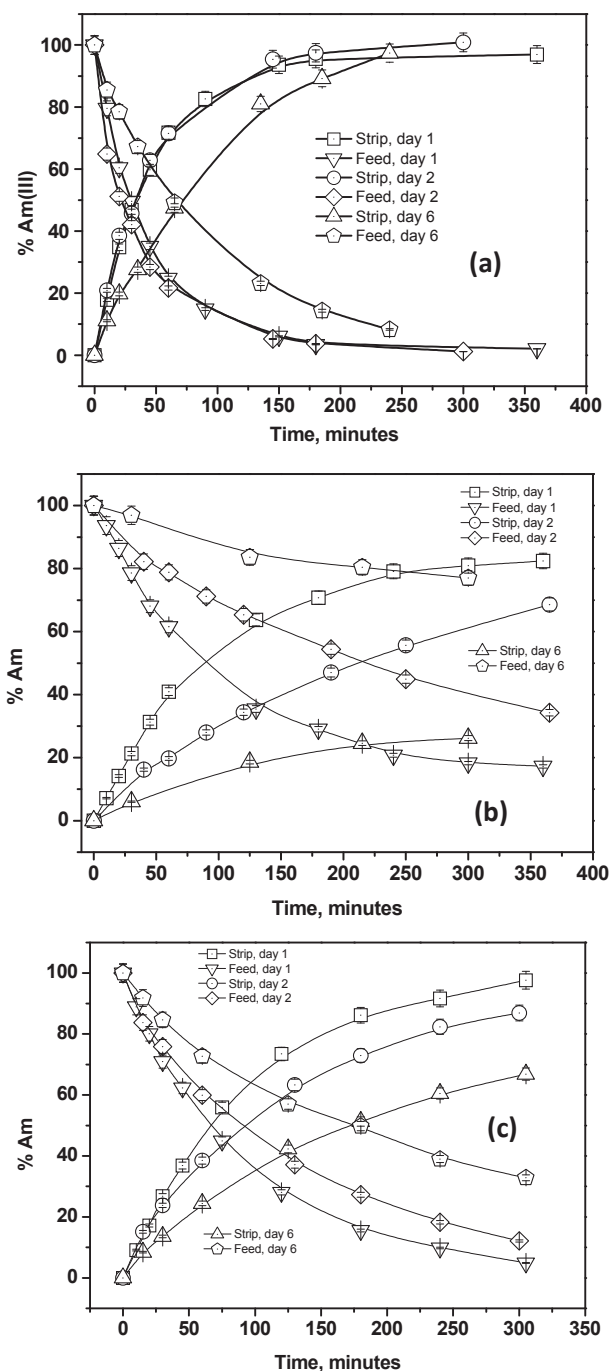 100
80
60
40
20
0
% Am(III)
Strip, day 1
Feed, day 1
Strip, day 2
Feed, day 2
Strip, day 6
Feed, day 6
(a)
0 50 100 150 200 250 300 350 400
Time, minutes
100
80
60
40
20
0
% Am
Strip, day 1
Feed, day 1
Strip, day 2
Feed, day 2
Strip, day 6
Feed, day 6
(b)
0 50 100 150 200 250 300 350 400
Time, minutes
100
80
60
40
20
0
% Am
Strip, day 1
Feed, day 1
Strip, day 2
Feed, day 2
(c)
Strip, day 6
Feed, day 6
0 50 100 150 200 250 300 350
Time, minutes